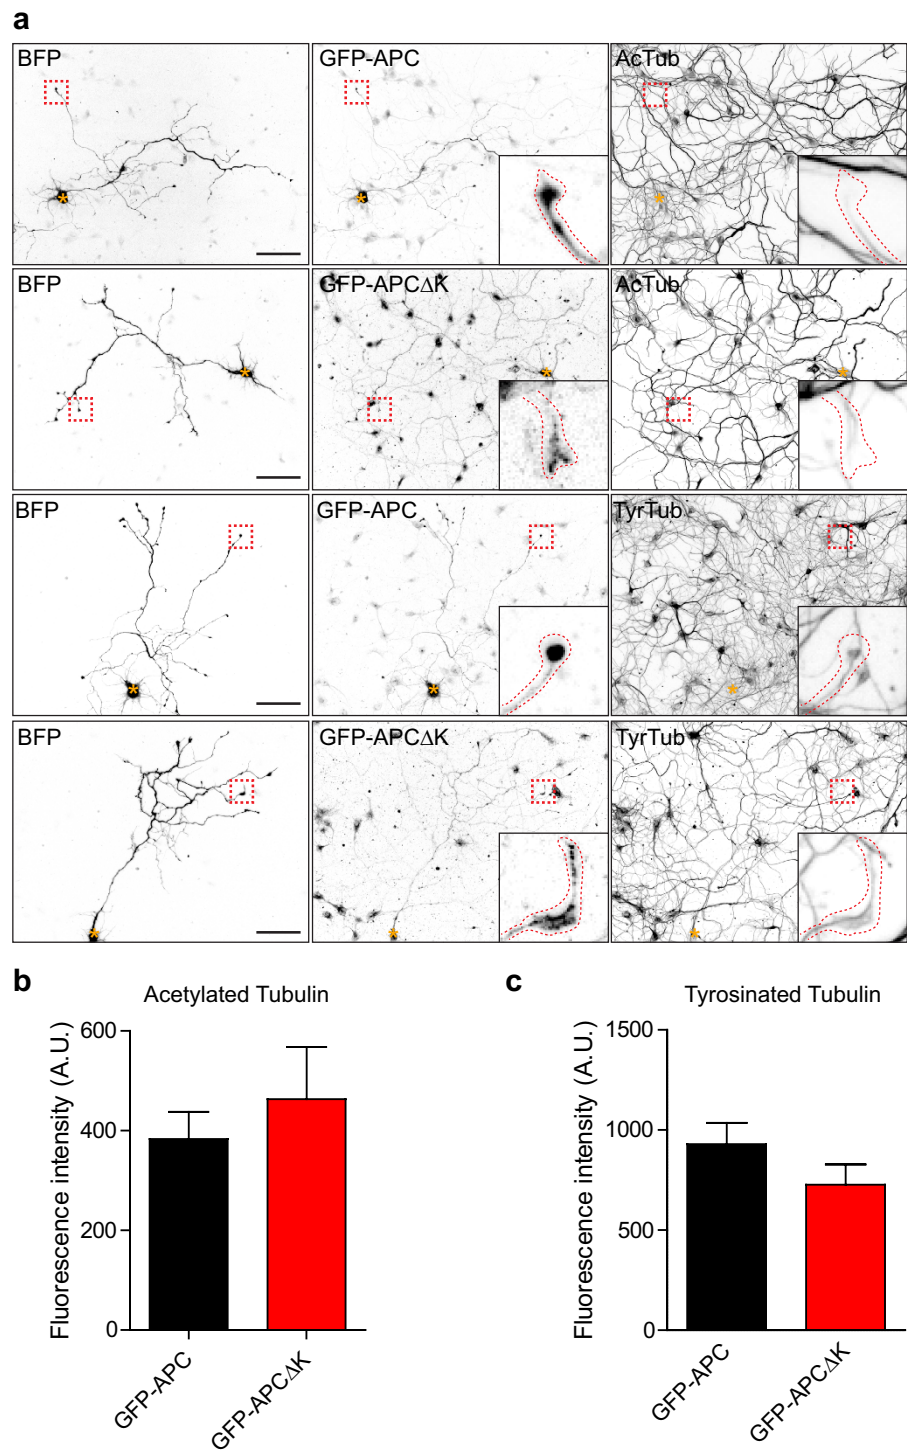 a
BFP GFP-APC AcTub
BFP GFP-APCΔK AcTub
BFP GFP-APC TyrTub
BFP GFP-APCΔK TyrTub
b
Acetylated Tubulin
Fluorescence intensity (A.U.)
600
400
200
0
GFP-APC
GFP-APCΔK
c
Tyrosinated Tubulin
Fluorescence intensity (A.U.)
1500
1000
500
0
GFP-APC
GFP-APCΔK